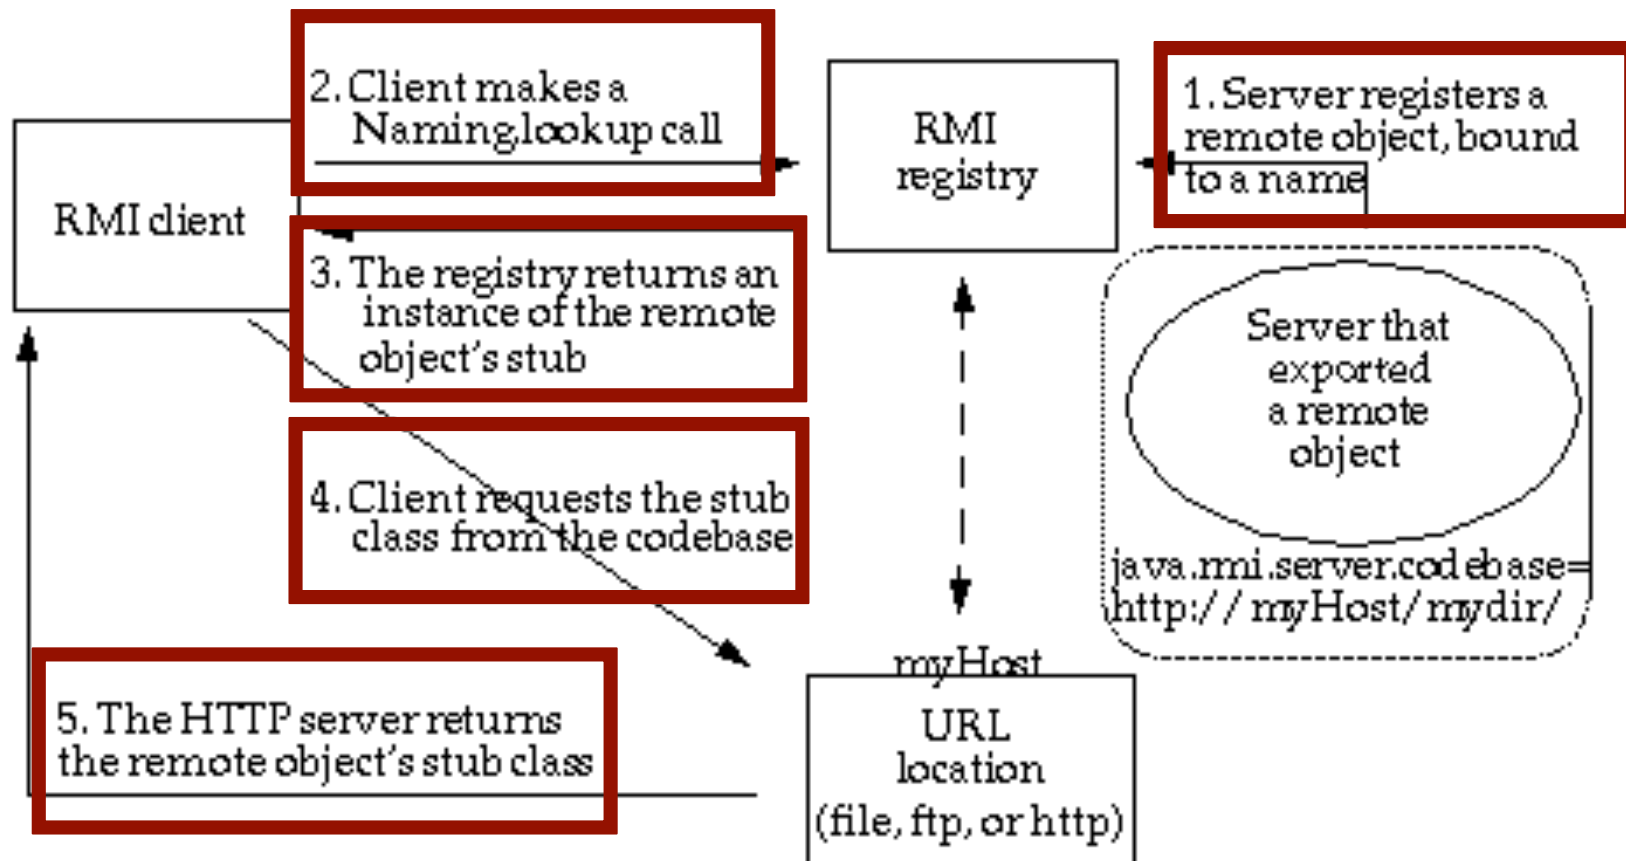 2. Client makes a
Naming.lookup call
RMI
registry
1. Server registers a
remote object, bound
to a name
RMI client
3. The registry returns an
instance of the remote
object's stub
Server that
exported
a remote
object
4. Client requests the stub
class from the codebase
java.rmi.server.codebase=
http://myHost/mydir/
myHost
5. The HTTP server returns
the remote object's stub class
URL
location
(file, ftp, or http)